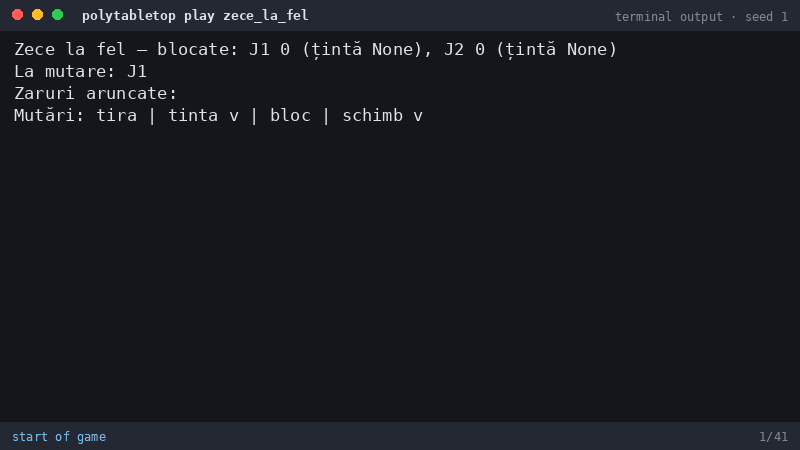 polytabletop play zece_la_fel
terminal output · seed 1
Zece la fel — blocate: J1 0 (țintă None), J2 0 (țintă None)
La mutare: J1
Zaruri aruncate:
Mutări: tira | tinta v | bloc | schimb v
start of game
1/41